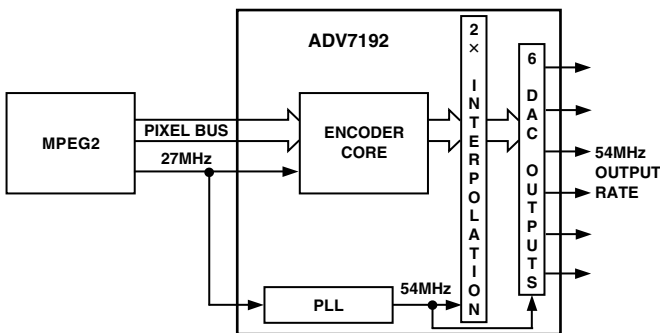 ADV7192
MPEG2
PIXEL BUS
27MHz
ENCODER
CORE
2× INTERPOLATION
6 DAC OUTPUTS
54MHz
OUTPUT
RATE
PLL
54MHz